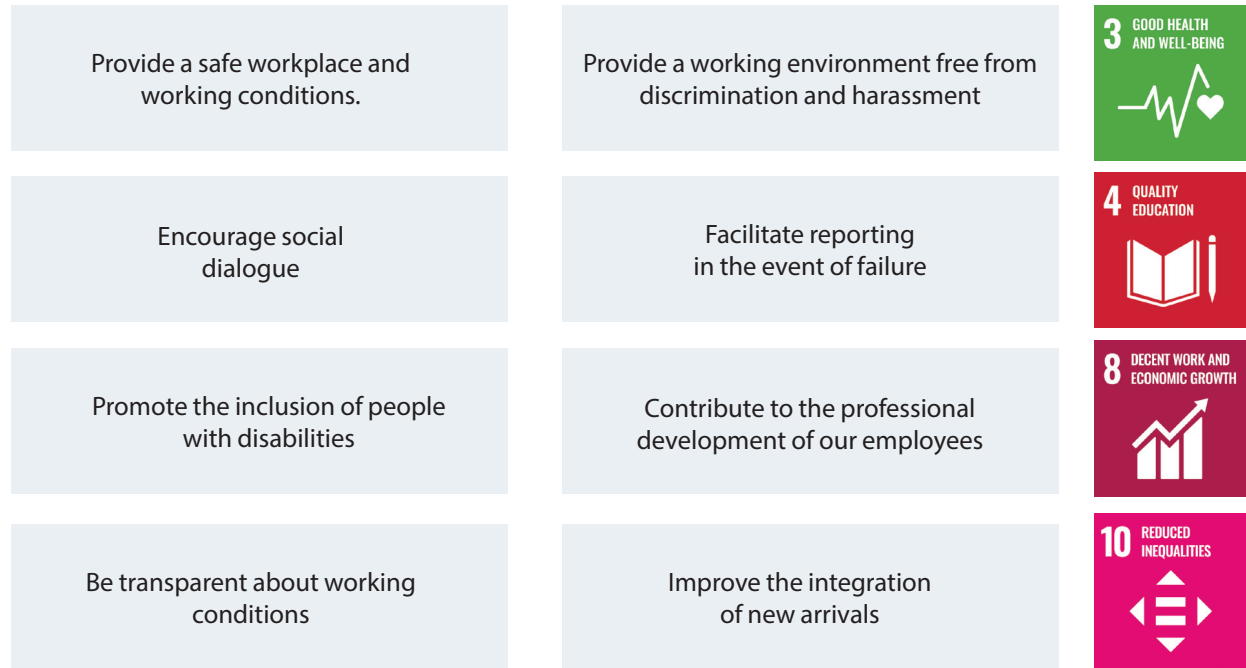 Provide a safe workplace and
working conditions.
Provide a working environment free from
discrimination and harassment
3 GOOD HEALTH
AND WELL-BEING
Encourage social
dialogue
Facilitate reporting
in the event of failure
4 QUALITY
EDUCATION
Promote the inclusion of people
with disabilities
Contribute to the professional
development of our employees
8 DECENT WORK AND
ECONOMIC GROWTH
Be transparent about working
conditions
Improve the integration
of new arrivals
10 REDUCED
INEQUALITIES